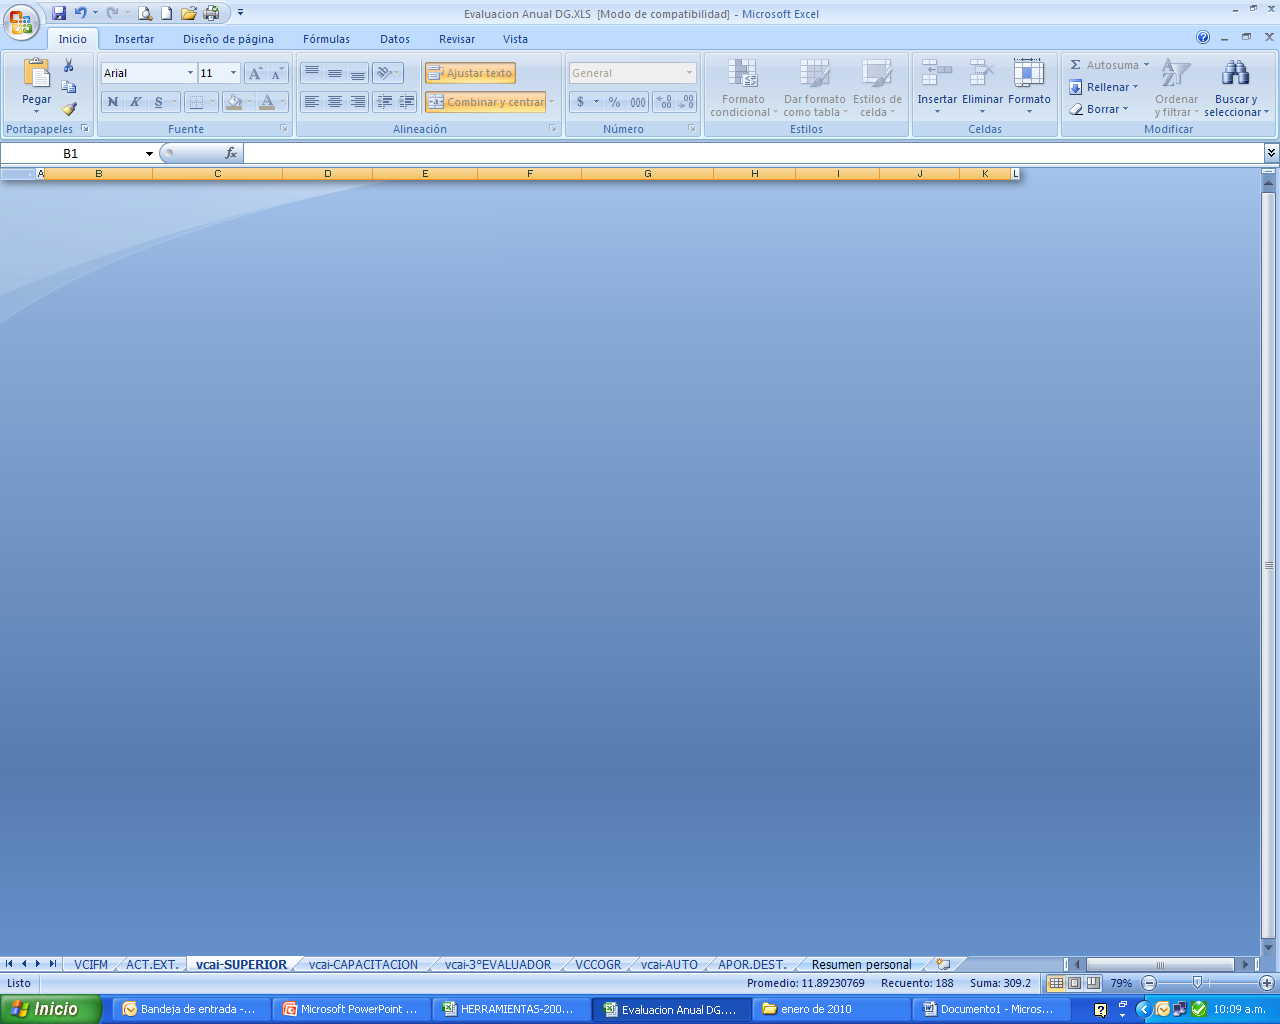 Evaluacion Anual DG.XLS [Modo de compatibilidad] - Microsoft Excel
Inicio Insertar Diseño de página Fórmulas Datos Revisar Vista
Pegar
Portapapeles
Arial 11
N K S
Fuente
Ajustar texto
Combinar y centrar
Alineación
General
$ % 000
Número
Formato condicional
Dar formato como tabla
Estilos de celda
Estilos
Insertar Eliminar Formato
Celdas
Autosuma
Rellenar
Borrar
Ordenar y filtrar
Buscar y seleccionar
Modificar
B1 fx
A B C D E F G H I J K L
VCIFM ACT.EXT. vcai-SUPERIOR vcai-CAPACITACION vcai-3°EVALUADOR VCCOGR vcai-AUTO APOR.DEST. Resumen personal
Listo Promedio: 11.89230769 Recuento: 188 Suma: 309.2 79%
Inicio Bandeja de entrada -... Microsoft PowerPoint ... HERRAMIENTAS-200... Evaluacion Anual DG.... enero de 2010 Documento1 - Micros... 10:09 a.m.